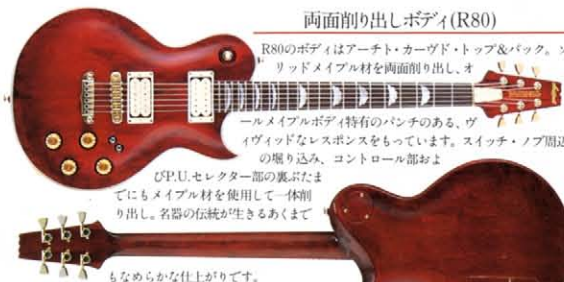 両面削り出しボディ(R80)
R80のボディはアーチト・カーヴド・トップ&バック。ソ
リッドメイプル材を両面削り出し、オ
ールメイプルボディ特有のパンチのある、ヴ
ィヴィッドなレスポンスをもっています。スイッチ・ノブ周辺
の堀り込み、コントロール部およ
びP.U.セレクター部の裏ぶたま
でにもメイプル材を使用して一体削
り出し。名器の伝統が生きるあくまで
もなめらかな仕上がりです。